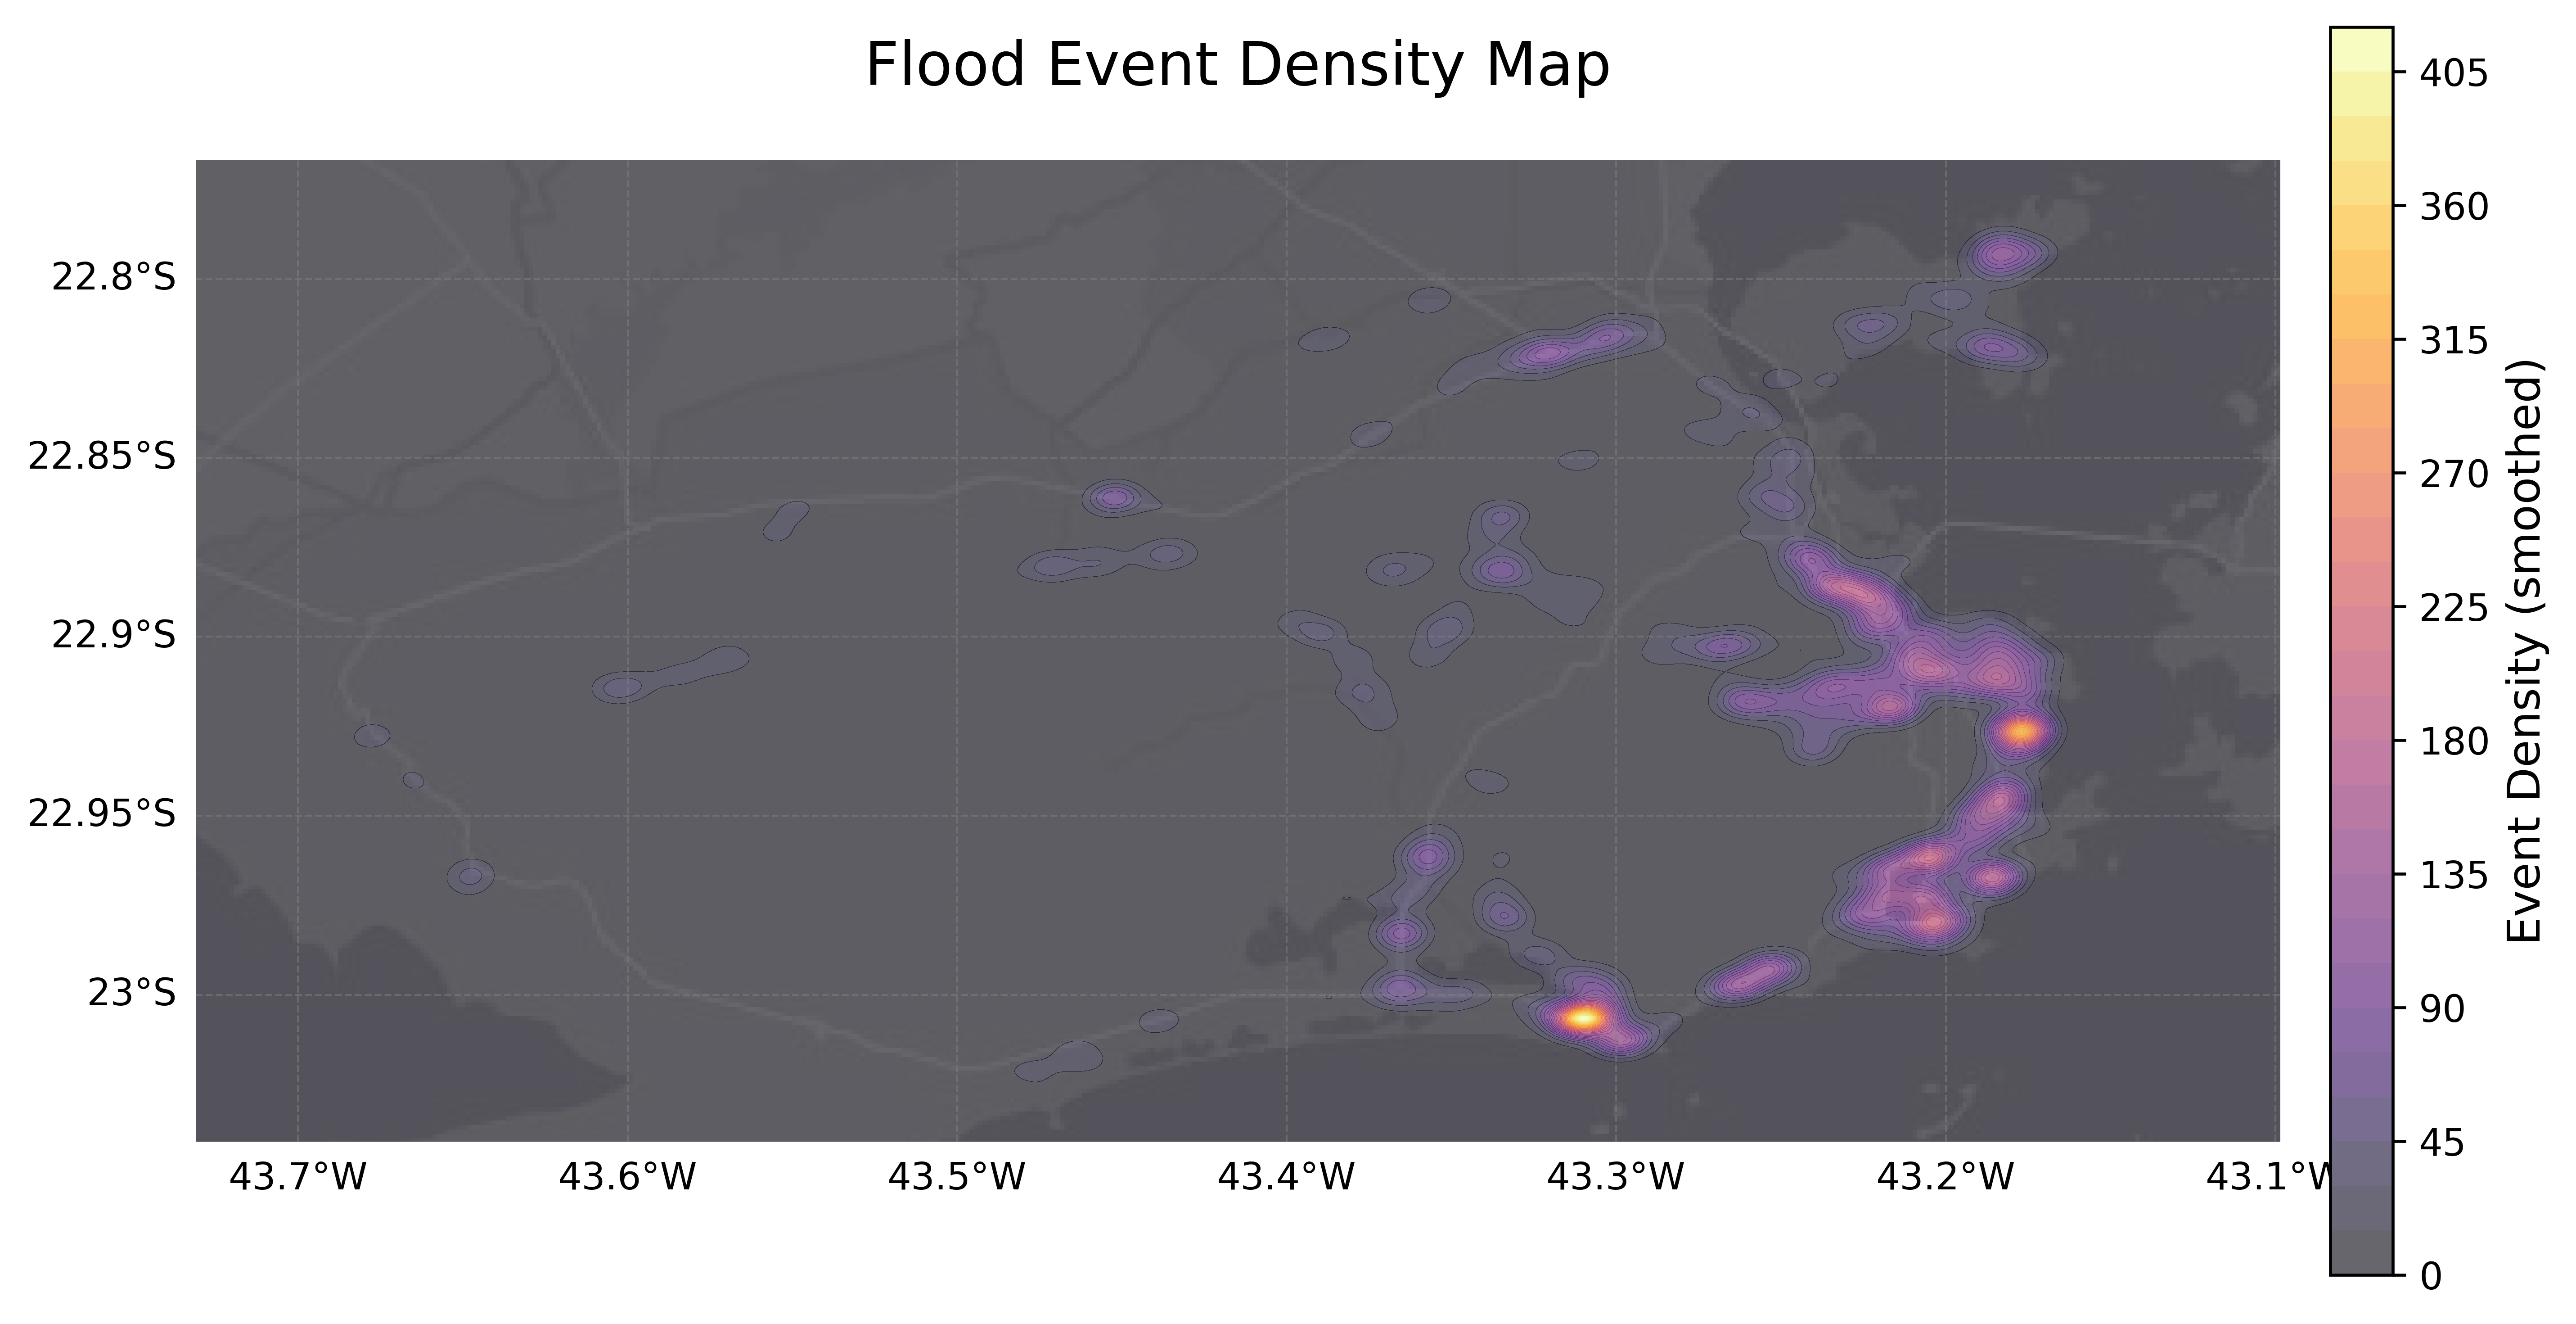 Flood Event Density Map
22.8°S
22.85°S
22.9°S
22.95°S
23°S
43.7°W
43.6°W
43.5°W
43.4°W
43.3°W
43.2°W
43.1°W
405
360
315
270
225
180
135
90
45
0
Event Density (smoothed)